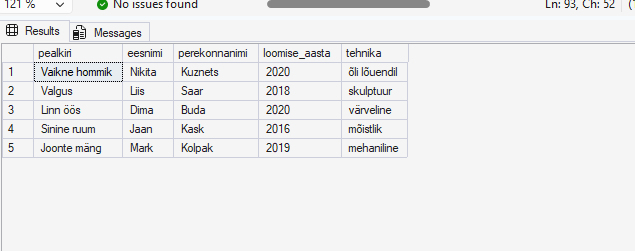 121 % No issues found Ln: 93, Ch: 52
Results Messages
pealkiri eesnimi perekonnanimi loomise_aasta tehnika
1 Vaikne hommik Nikita Kuznets 2020 õli lõuendil
2 Valgus Liis Saar 2018 skulptuur
3 Linn öös Dima Buda 2020 värveline
4 Sinine ruum Jaan Kask 2016 mõistlik
5 Joonte mäng Mark Kolpak 2019 mehaniline